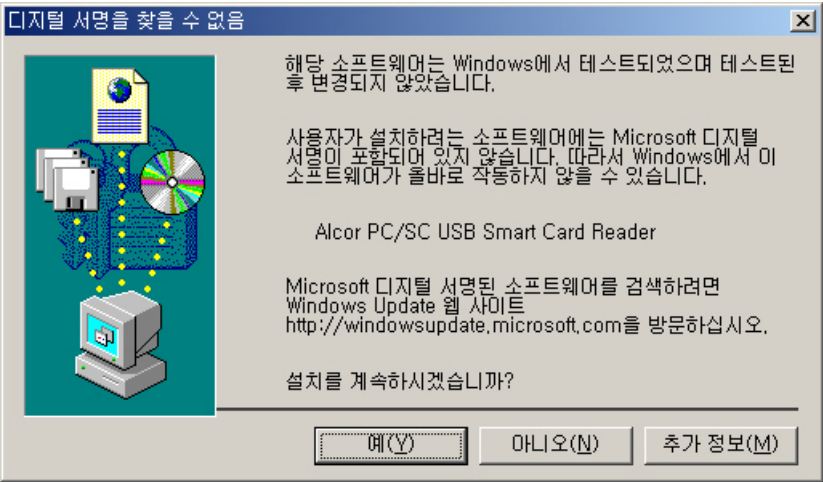 디지털 서명을 찾을 수 없음
해당 소프트웨어는 Windows에서 테스트되었으며 테스트된
후 변경되지 않았습니다.
사용자가 설치하려는 소프트웨어에는 Microsoft 디지털
서명이 포함되어 있지 않습니다. 따라서 Windows에서 이
소프트웨어가 올바로 작동하지 않을 수 있습니다.
Alcor PC/SC USB Smart Card Reader
Microsoft 디지털 서명된 소프트웨어를 검색하려면
Windows Update 웹 사이트
http://windowsupdate.microsoft.com을 방문하십시오.
설치를 계속하시겠습니까?
예(Y) 아니오(N) 추가 정보(M)